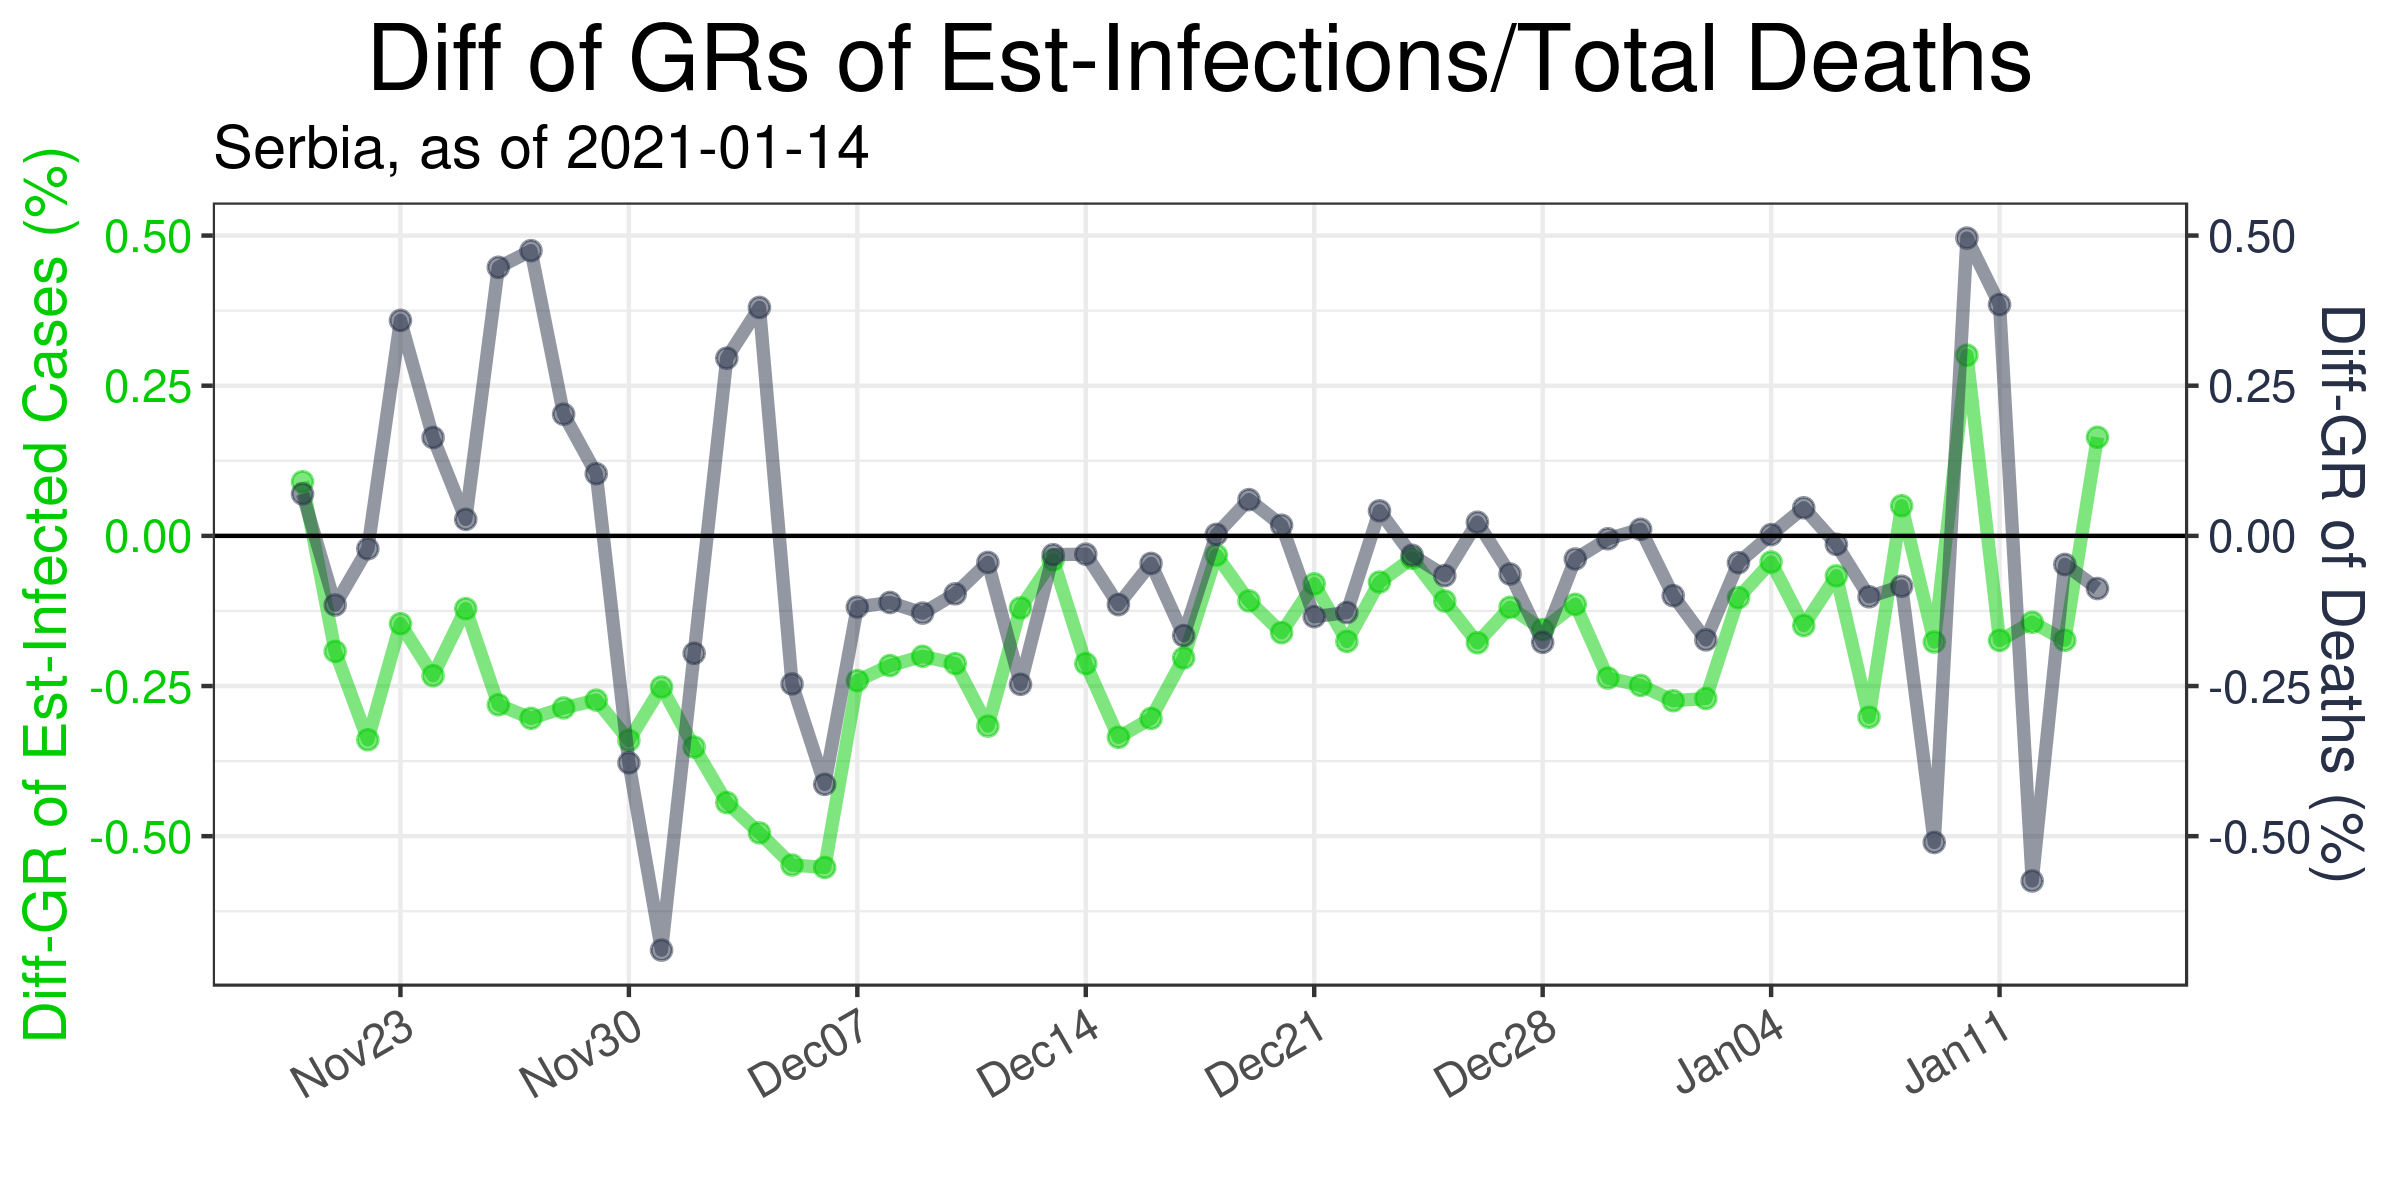 Diff of GRs of Est-Infections/Total Deaths
Serbia, as of 2021-01-14
Diff-GR of Est-Infected Cases (%)
0.50
0.25
0.00
-0.25
-0.50
0.50
0.25
0.00
-0.25
-0.50
Diff-GR of Deaths (%)
Nov23
Nov30
Dec07
Dec14
Dec21
Dec28
Jan04
Jan11